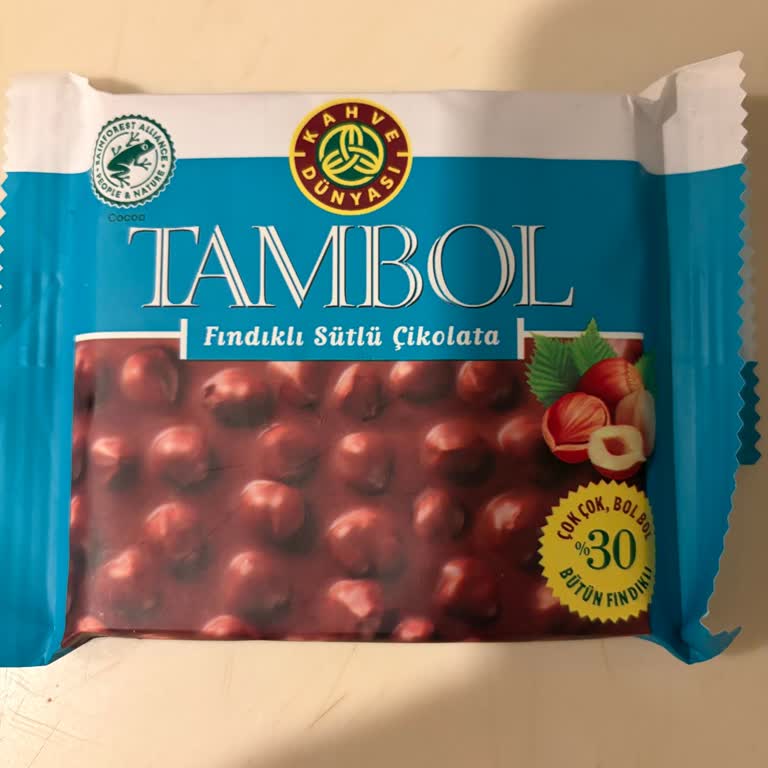 RAINFOREST ALLIANCE
PEOPLE & NATURE
Cocoa
KAHVE
DÜNYASI
TAMBOL
Fındıklı Sütlü Çikolata
ÇOK ÇOK, BOL BOL
%30
BÜTÜN FINDIKLI